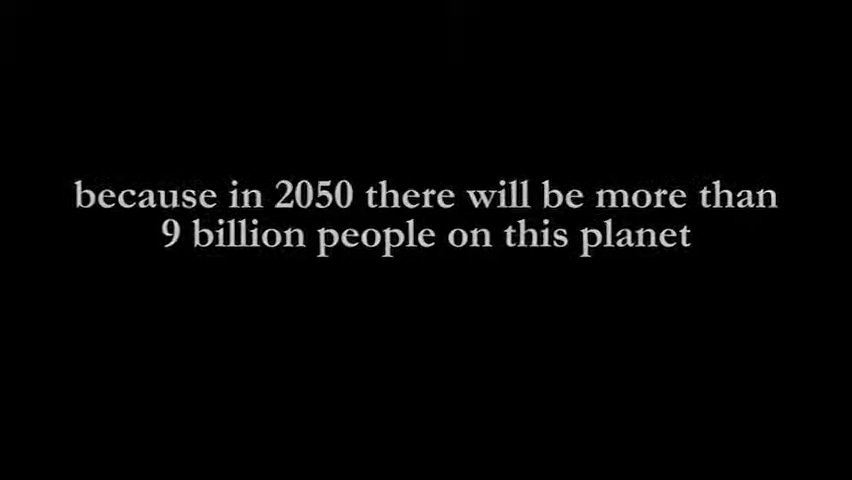 because in 2050 there will be more than
9 billion people on this planet